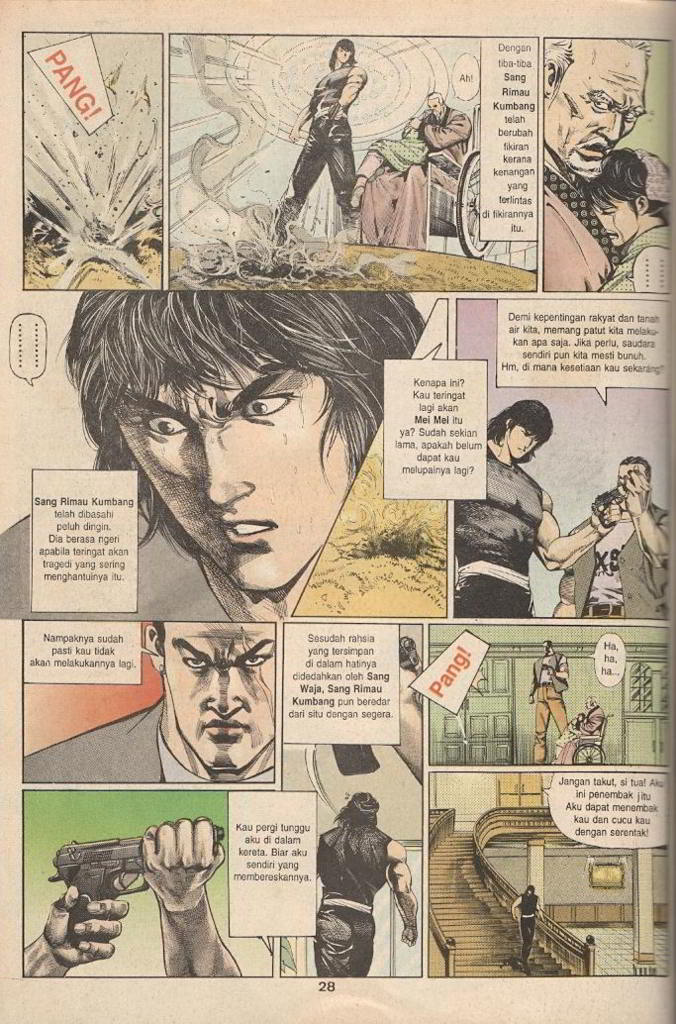 PANG!
Ah!
Dengan
tiba-tiba
Sang
Rimau
Kumbang
telah
berubah
fikiran
kerana
kenangan
yang
terlintas
di fikirannya
itu.
Demi kepentingan rakyat dan tanah
air kita, memang patut kita melaku-
kan apa saja. Jika perlu, saudara
sendiri pun kita mesti bunuh.
Hm, di mana kesetiaan kau sekarang?
Kenapa ini?
Kau teringat
lagi akan
Mei Mei itu
ya? Sudah sekian
lama, apakah belum
dapat kau
melupainya lagi?
Sang Rimau Kumbang
telah dibasahi
peluh dingin.
Dia berasa ngeri
apabila teringat akan
tragedi yang sering
menghantuinya itu.
Nampaknya sudah
pasti kau tidak
akan melakukannya lagi.
Sesudah rahsia
yang tersimpan
di dalam hatinya
didedahkan oleh Sang
Waja, Sang Rimau
Kumbang pun beredar
dari situ dengan segera.
Pang!
Ha,
ha,
ha...
Kau pergi tunggu
aku di dalam
kereta. Biar aku
sendiri yang
membereskannya.
Jangan takut, si tua! Aku
ini penembak jitu
Aku dapat menembak
kau dan cucu kau
dengan serentak!
28